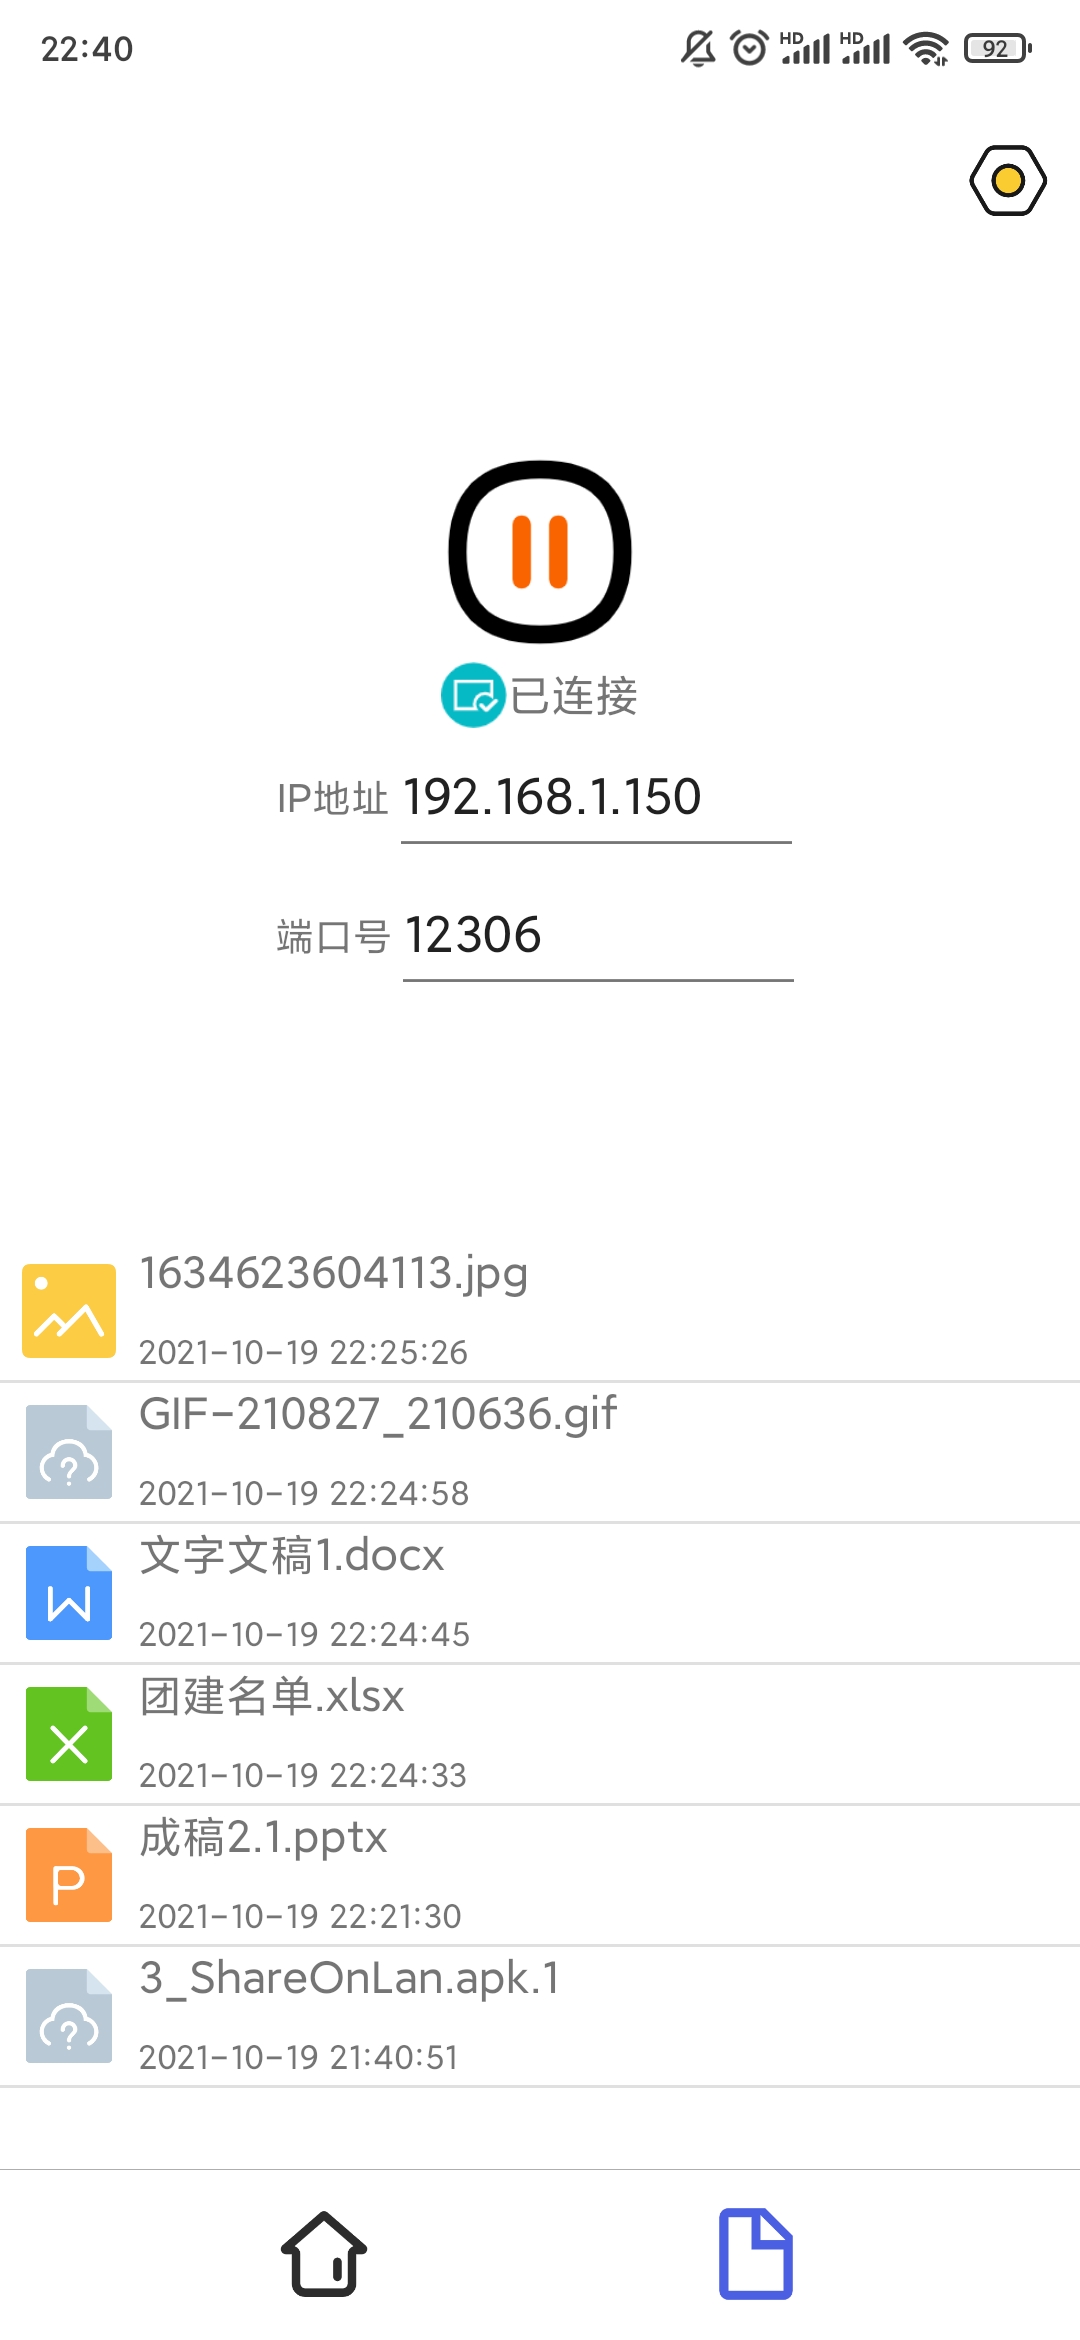 22:40
HD HD 92
已连接
IP地址 192.168.1.150
端口号 12306
1634623604113.jpg
2021-10-19 22:25:26
GIF-210827_210636.gif
2021-10-19 22:24:58
文字文稿1.docx
2021-10-19 22:24:45
团建名单.xlsx
2021-10-19 22:24:33
成稿2.1.pptx
2021-10-19 22:21:30
3_ShareOnLan.apk.1
2021-10-19 21:40:51